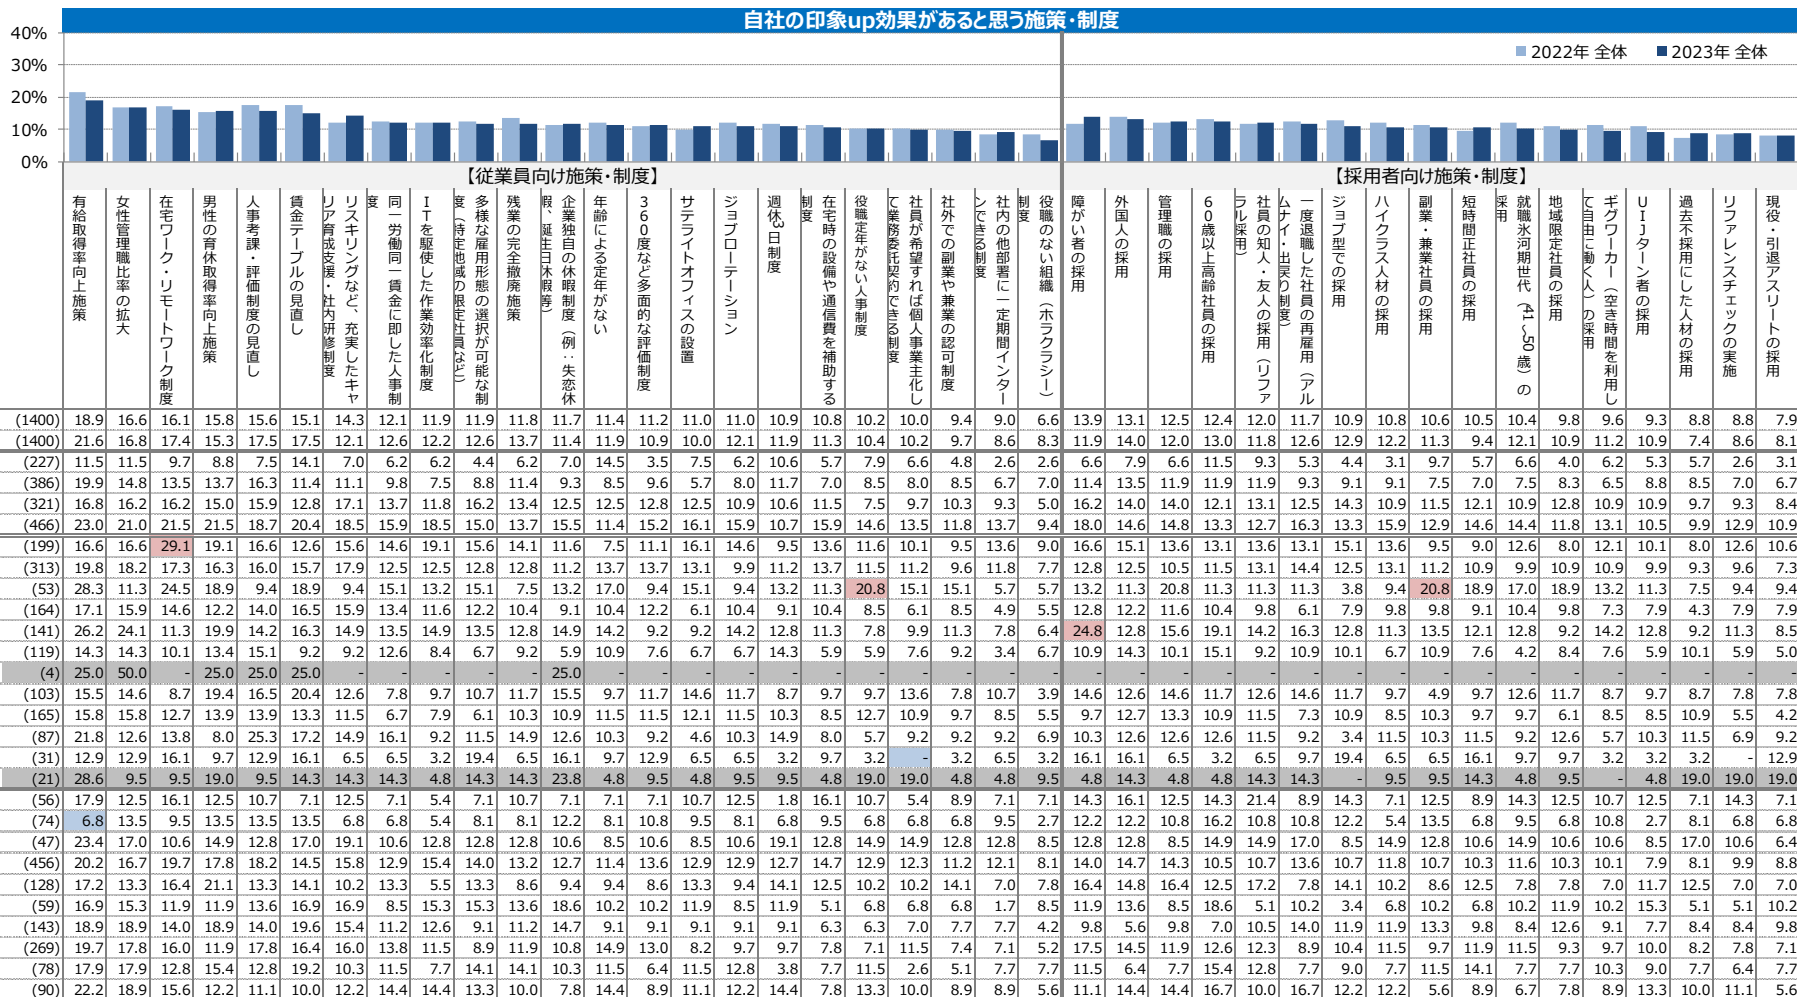 自社の印象up効果があると思う施策・制度
40%
30%
20%
10%
0%
2022年 全体 2023年 全体
【従業員向け施策・制度】
【採用者向け施策・制度】
有給取得率向上施策
女性管理職比率の拡大
在宅ワーク・リモートワーク制度
男性の育休取得率向上施策
人事考課・評価制度の見直し
賃金テーブルの見直し
リスキリングなど、充実したキャ
リア育成支援・社内研修制度
同一労働同一賃金に即した人事制
度
ITを駆使した作業効率化制度
多様な雇用形態の選択が可能な制
度（特定地域の限定社員など）
残業の完全撤廃施策
企業独自の休暇制度（例：失恋休
暇、誕生日休暇等）
年齢による定年がない
360度など多面的な評価制度
サテライトオフィスの設置
ジョブローテーション
週休3日制度
在宅時の設備や通信費を補助する
制度
役職定年がない人事制度
社員が希望すれば個人事業主化し
て業務委託契約できる制度
社外での副業や兼業の認可制度
社内の他部署に一定期間インター
ンできる制度
役職のない組織（ホラクラシー）
制度
障がい者の採用
外国人の採用
管理職の採用
60歳以上高齢社員の採用
社員の知人・友人の採用（リファ
ラル採用）
一度退職した社員の再雇用（アル
ムナイ・出戻り制度）
ジョブ型での採用
ハイクラス人材の採用
副業・兼業社員の採用
短時間正社員の採用
就職氷河期世代（41～50歳）の
採用
地域限定社員の採用
ギグワーカー（空き時間を利用し
て自由に働く人）の採用
UIJターン者の採用
過去不採用にした人材の採用
リファレンスチェックの実施
現役・引退アスリートの採用
(1400) 18.9 16.6 16.1 15.8 15.6 15.1 14.3 12.1 11.9 11.9 11.8 11.7 11.4 11.2 11.0 11.0 10.9 10.8 10.2 10.0 9.4 9.0 6.6 13.9 13.1 12.5 12.4 12.0 11.7 10.9 10.8 10.6 10.5 10.4 9.8 9.6 9.3 8.8 8.8 7.9
(1400) 21.6 16.8 17.4 15.3 17.5 17.5 12.1 12.6 12.2 12.6 13.7 11.4 11.9 10.9 10.0 12.1 11.9 11.3 10.4 10.2 9.7 8.6 8.3 11.9 14.0 12.0 13.0 11.8 12.6 12.9 12.2 11.3 9.4 12.1 10.9 11.2 10.9 7.4 8.6 8.1
(227) 11.5 11.5 9.7 8.8 7.5 14.1 7.0 6.2 6.2 4.4 6.2 7.0 14.5 3.5 7.5 6.2 10.6 5.7 7.9 6.6 4.8 2.6 2.6 6.6 7.9 6.6 11.5 9.3 5.3 4.4 3.1 9.7 5.7 6.6 4.0 6.2 5.3 5.7 2.6 3.1
(386) 19.9 14.8 13.5 13.7 16.3 11.4 11.1 9.8 7.5 8.8 11.4 9.3 8.5 9.6 5.7 8.0 11.7 7.0 8.5 8.0 8.5 6.7 7.0 11.4 13.5 11.9 11.9 11.9 9.3 9.1 9.1 7.5 7.0 7.5 8.3 6.5 8.8 8.5 7.0 6.7
(321) 16.8 16.2 16.2 15.0 15.9 12.8 17.1 13.7 11.8 16.2 13.4 12.5 12.5 12.8 12.5 10.9 10.6 11.5 7.5 9.7 10.3 9.3 5.0 16.2 14.0 14.0 12.1 13.1 12.5 14.3 10.9 11.5 12.1 10.9 12.8 10.9 10.9 9.7 9.3 8.4
(466) 23.0 21.0 21.5 21.5 18.7 20.4 18.5 15.9 18.5 15.0 13.7 15.5 11.4 15.2 16.1 15.9 10.7 15.9 14.6 13.5 11.8 13.7 9.4 18.0 14.6 14.8 13.3 12.7 16.3 13.3 15.9 12.9 14.6 14.4 11.8 13.1 10.5 9.9 12.9 10.9
(199) 16.6 16.6 29.1 19.1 16.6 12.6 15.6 14.6 19.1 15.6 14.1 11.6 7.5 11.1 16.1 14.6 9.5 13.6 11.6 10.1 9.5 13.6 9.0 16.6 15.1 13.6 13.1 13.6 13.1 15.1 13.6 9.5 9.0 12.6 8.0 12.1 10.1 8.0 12.6 10.6
(313) 19.8 18.2 17.3 16.3 16.0 15.7 17.9 12.5 12.5 12.8 12.8 11.2 13.7 13.7 13.1 9.9 11.2 13.7 11.5 11.2 9.6 11.8 7.7 12.8 12.5 10.5 11.5 13.1 14.4 12.5 13.1 11.2 10.9 9.9 10.9 10.9 9.9 9.3 9.6 7.3
(53) 28.3 11.3 24.5 18.9 9.4 18.9 9.4 15.1 13.2 15.1 7.5 13.2 17.0 9.4 15.1 9.4 13.2 11.3 20.8 15.1 15.1 5.7 5.7 13.2 11.3 20.8 11.3 11.3 11.3 3.8 9.4 20.8 18.9 17.0 18.9 13.2 11.3 7.5 9.4 9.4
(164) 17.1 15.9 14.6 12.2 14.0 16.5 15.9 13.4 11.6 12.2 10.4 9.1 10.4 12.2 6.1 10.4 9.1 10.4 8.5 6.1 8.5 4.9 5.5 12.8 12.2 11.6 10.4 9.8 6.1 7.9 9.8 9.8 9.1 10.4 9.8 7.3 7.9 4.3 7.9 7.9
(141) 26.2 24.1 11.3 19.9 14.2 16.3 14.9 13.5 14.9 13.5 12.8 14.9 14.2 9.2 9.2 14.2 12.8 11.3 7.8 9.9 11.3 7.8 6.4 24.8 12.8 15.6 19.1 14.2 16.3 12.8 11.3 13.5 12.1 12.8 9.2 14.2 12.8 9.2 11.3 8.5
(119) 14.3 14.3 10.1 13.4 15.1 9.2 9.2 12.6 8.4 6.7 9.2 5.9 10.9 7.6 6.7 6.7 14.3 5.9 5.9 7.6 9.2 3.4 6.7 10.9 14.3 10.1 15.1 9.2 10.9 10.1 6.7 10.9 7.6 4.2 8.4 7.6 5.9 10.1 5.9 5.0
(4) 25.0 50.0 - 25.0 25.0 25.0 - - - - - 25.0 - - - - - - - - - - - - - - - - - - - - - - - - - - - -
(103) 15.5 14.6 8.7 19.4 16.5 20.4 12.6 7.8 9.7 10.7 11.7 15.5 9.7 11.7 14.6 11.7 8.7 9.7 9.7 13.6 7.8 10.7 3.9 14.6 12.6 14.6 11.7 12.6 14.6 11.7 9.7 4.9 9.7 12.6 11.7 8.7 9.7 8.7 7.8 7.8
(165) 15.8 15.8 12.7 13.9 13.9 13.3 11.5 6.7 7.9 6.1 10.3 10.9 11.5 11.5 12.1 11.5 10.3 8.5 12.7 10.9 9.7 8.5 5.5 9.7 12.7 13.3 10.9 11.5 7.3 10.9 8.5 10.3 9.7 9.7 6.1 8.5 8.5 10.9 5.5 4.2
(87) 21.8 12.6 13.8 8.0 25.3 17.2 14.9 16.1 9.2 11.5 14.9 12.6 10.3 9.2 4.6 10.3 14.9 8.0 5.7 9.2 9.2 9.2 6.9 10.3 12.6 12.6 12.6 11.5 9.2 3.4 11.5 10.3 11.5 9.2 12.6 5.7 10.3 11.5 6.9 9.2
(31) 12.9 12.9 16.1 9.7 12.9 16.1 6.5 6.5 3.2 19.4 6.5 16.1 9.7 12.9 6.5 6.5 3.2 9.7 3.2 - 3.2 6.5 3.2 16.1 16.1 6.5 3.2 6.5 9.7 19.4 6.5 6.5 16.1 9.7 9.7 3.2 3.2 3.2 - 12.9
(21) 28.6 9.5 9.5 19.0 9.5 14.3 14.3 14.3 4.8 14.3 14.3 23.8 4.8 9.5 4.8 9.5 9.5 4.8 19.0 19.0 4.8 4.8 9.5 4.8 14.3 4.8 4.8 14.3 14.3 - 9.5 9.5 14.3 4.8 9.5 - 4.8 19.0 19.0 19.0
(56) 17.9 12.5 16.1 12.5 10.7 7.1 12.5 7.1 5.4 7.1 10.7 7.1 7.1 7.1 10.7 12.5 1.8 16.1 10.7 5.4 8.9 7.1 7.1 14.3 16.1 12.5 14.3 21.4 8.9 14.3 7.1 12.5 8.9 14.3 12.5 10.7 12.5 7.1 14.3 7.1
(74) 6.8 13.5 9.5 13.5 13.5 13.5 6.8 6.8 5.4 8.1 8.1 12.2 8.1 10.8 9.5 8.1 6.8 9.5 6.8 6.8 6.8 9.5 2.7 12.2 12.2 10.8 16.2 10.8 10.8 12.2 5.4 13.5 6.8 9.5 6.8 10.8 2.7 8.1 6.8 6.8
(47) 23.4 17.0 10.6 14.9 12.8 17.0 19.1 10.6 12.8 12.8 12.8 10.6 8.5 10.6 8.5 10.6 19.1 12.8 14.9 14.9 12.8 12.8 8.5 12.8 12.8 8.5 14.9 14.9 17.0 8.5 14.9 12.8 10.6 14.9 10.6 10.6 8.5 17.0 10.6 6.4
(456) 20.2 16.7 19.7 17.8 18.2 14.5 15.8 12.9 15.4 14.0 13.2 12.7 11.4 13.6 12.9 12.9 12.7 14.7 12.9 12.3 11.2 12.1 8.1 14.0 14.7 14.3 10.5 10.7 13.6 10.7 11.8 10.7 10.3 11.6 10.3 10.1 7.9 8.1 9.9 8.8
(128) 17.2 13.3 16.4 21.1 13.3 14.1 10.2 13.3 5.5 13.3 8.6 9.4 9.4 8.6 13.3 9.4 14.1 12.5 10.2 10.2 14.1 7.0 7.8 16.4 14.8 16.4 12.5 17.2 7.8 14.1 10.2 8.6 12.5 7.8 7.8 7.0 11.7 12.5 7.0 7.0
(59) 16.9 15.3 11.9 11.9 13.6 16.9 16.9 8.5 15.3 15.3 13.6 18.6 10.2 10.2 11.9 8.5 11.9 5.1 6.8 6.8 6.8 1.7 8.5 11.9 13.6 8.5 18.6 5.1 10.2 3.4 6.8 10.2 6.8 10.2 11.9 10.2 15.3 5.1 5.1 10.2
(143) 18.9 18.9 14.0 18.9 14.0 19.6 15.4 11.2 12.6 9.1 11.2 14.7 9.1 9.1 9.1 9.1 9.1 6.3 6.3 7.0 7.7 7.7 4.2 9.8 5.6 9.8 7.0 10.5 14.0 11.9 11.9 13.3 9.8 8.4 12.6 9.1 7.7 8.4 8.4 9.8
(269) 19.7 17.8 16.0 11.9 17.8 16.4 16.0 13.8 11.5 8.9 11.9 10.8 14.9 13.0 8.2 9.7 9.7 7.8 7.1 11.5 7.4 7.1 5.2 17.5 14.5 11.9 12.6 12.3 8.9 10.4 11.5 9.7 11.9 11.5 9.3 9.7 10.0 8.2 7.8 7.1
(78) 17.9 17.9 12.8 15.4 12.8 19.2 10.3 11.5 7.7 14.1 14.1 10.3 11.5 6.4 11.5 12.8 3.8 7.7 11.5 2.6 5.1 7.7 7.7 11.5 6.4 7.7 15.4 12.8 7.7 9.0 7.7 11.5 14.1 7.7 7.7 10.3 9.0 7.7 6.4 7.7
(90) 22.2 18.9 15.6 12.2 11.1 10.0 12.2 14.4 14.4 13.3 10.0 7.8 14.4 8.9 11.1 12.2 14.4 7.8 13.3 10.0 8.9 8.9 5.6 11.1 14.4 14.4 16.7 10.0 16.7 12.2 12.2 5.6 8.9 6.7 7.8 8.9 13.3 10.0 11.1 5.6